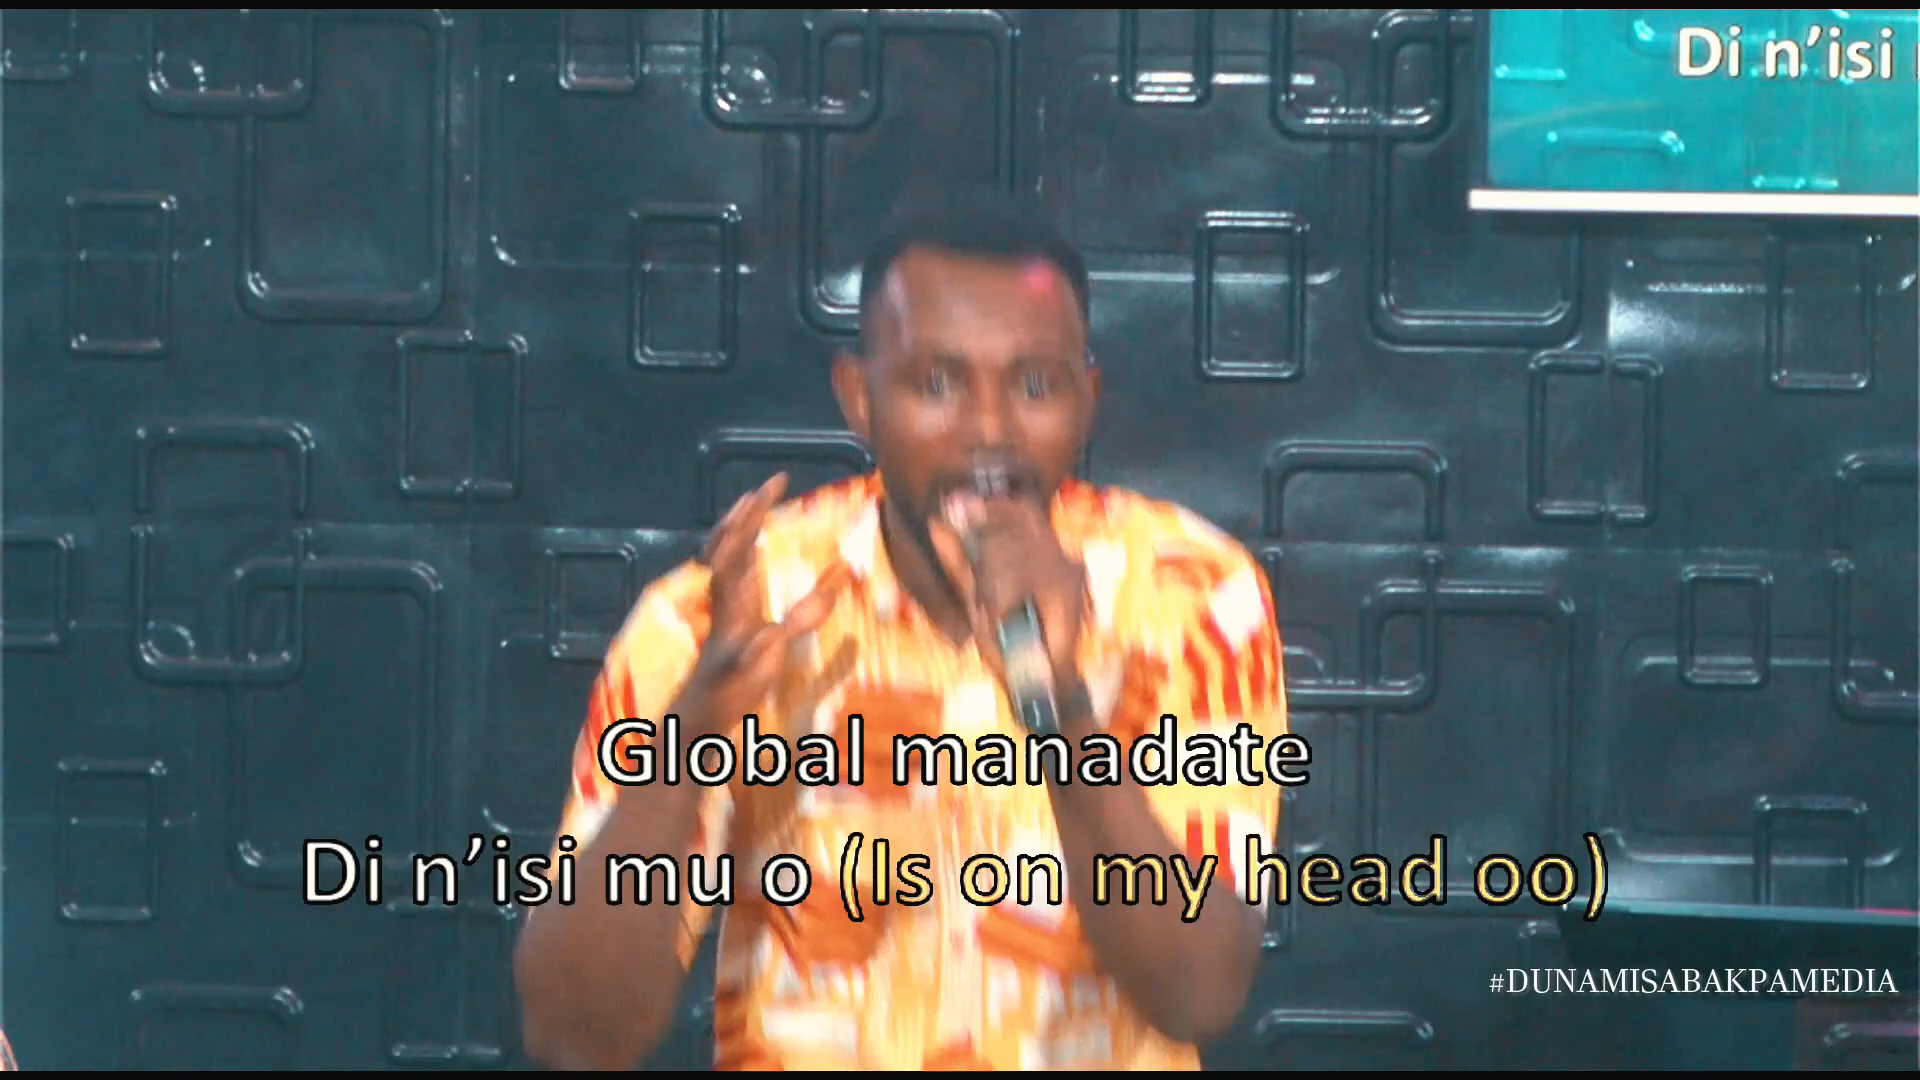 Di n’isi
Global manadate
Di n’isi mu o (Is on my head oo)
#DUNAMISABAKPAMEDIA